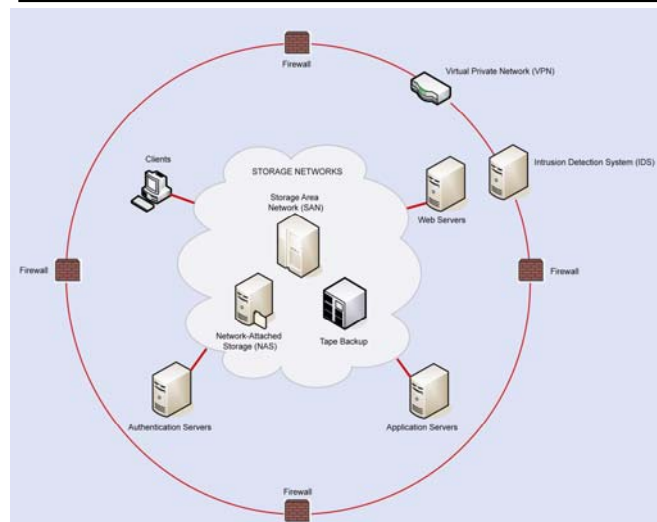 Firewall
Virtual Private Network (VPN)
Clients
Intrusion Detection System (IDS)
STORAGE NETWORKS
Storage Area
Network (SAN)
Web Servers
Firewall
Firewall
Network-Attached
Storage (NAS)
Tape Backup
Authentication Servers
Application Servers
Firewall